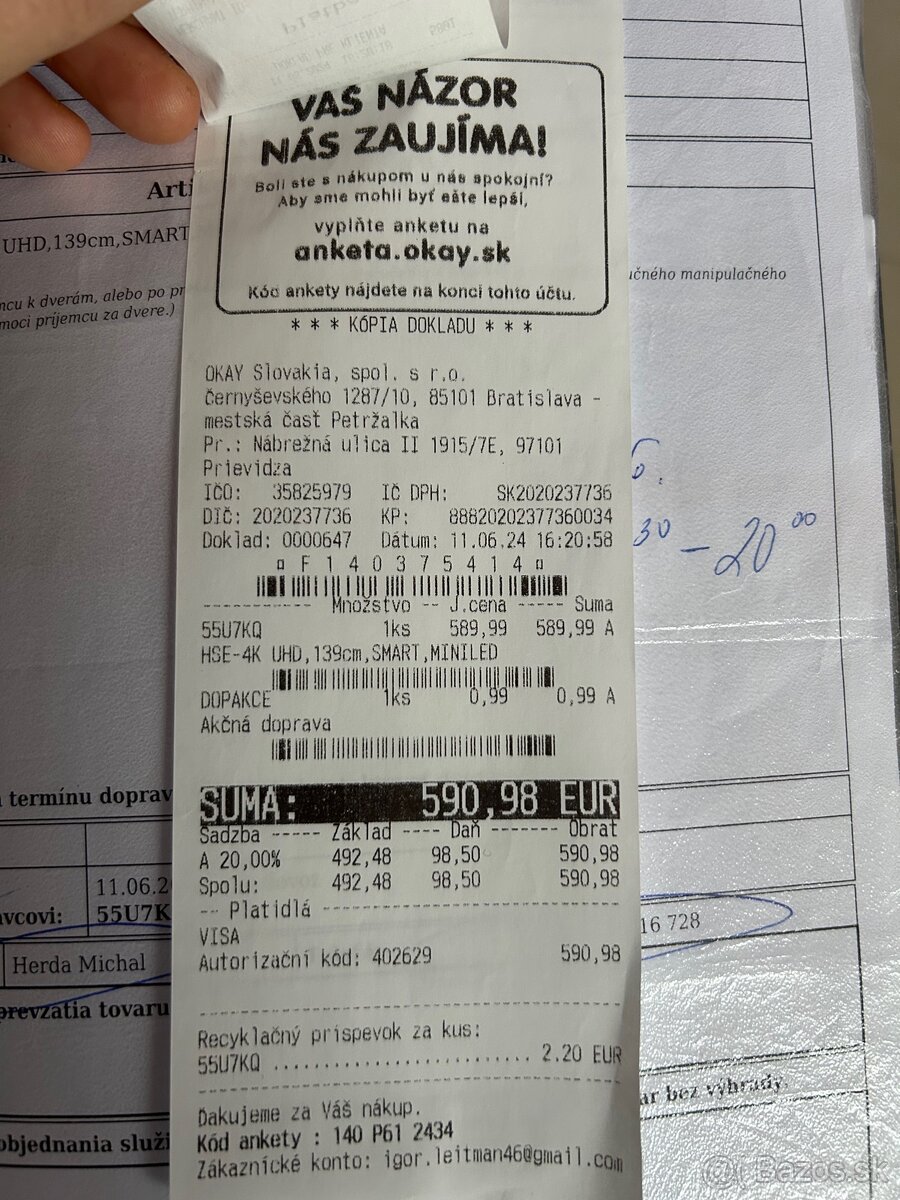 VÁŠ NÁZOR
NÁS ZAUJÍMA!
Boli ste s nákupom u nás spokojní?
Aby sme mohli byť ešte lepší,
vyplňte anketu na
anketa.okay.sk
Kód ankety nájdete na konci tohto účtu.
* * * KÓPIA DOKLADU * * *
OKAY Slovakia, spol. s r.o.
Černyševského 1287/10, 85101 Bratislava -
mestská časť Petržalka
Pr.: Nábrežná ulica II 1915/7E, 97101
Prievidza
IČO: 35825979 IČ DPH: SK2020237736
DIČ: 2020237736 KP: 88820202377360034
Doklad: 0000647 Dátum: 11.06.24 16:20:58
¤ F 1 4 0 3 7 5 4 1 4 ¤
Množstvo -- J.cena ----- Suma
55U7KQ 1ks 589,99 589,99 A
HSE-4K UHD,139cm,SMART,MINILED
DOPAKCE 1ks 0,99 0,99 A
Akčná doprava
SUMA: 590,98 EUR
Sadzba ----- Základ ---- Daň ------- Obrat
A 20,00% 492,48 98,50 590,98
Spolu: 492,48 98,50 590,98
-- Platidlá
VISA
Autorizační kód: 402629 590,98
Recyklačný príspevok za kus:
55U7KQ ............................ 2.20 EUR
Ďakujeme za Váš nákup.
Kód ankety : 140 P61 2434
Zákaznícké konto: igor.leitman46@gmail.com
Arti
UHD,139cm,SMART
mcu k dverám, alebo po pr
moci príjemcu za dvere.)
učného manipulačného
30 - 20 00
termínu doprav
11.06.2
vcovi: 55U7K
16 728
Herda Michal
prevzatia tovaru
ar bez výhrady.
objednania služi
Bazos.sk